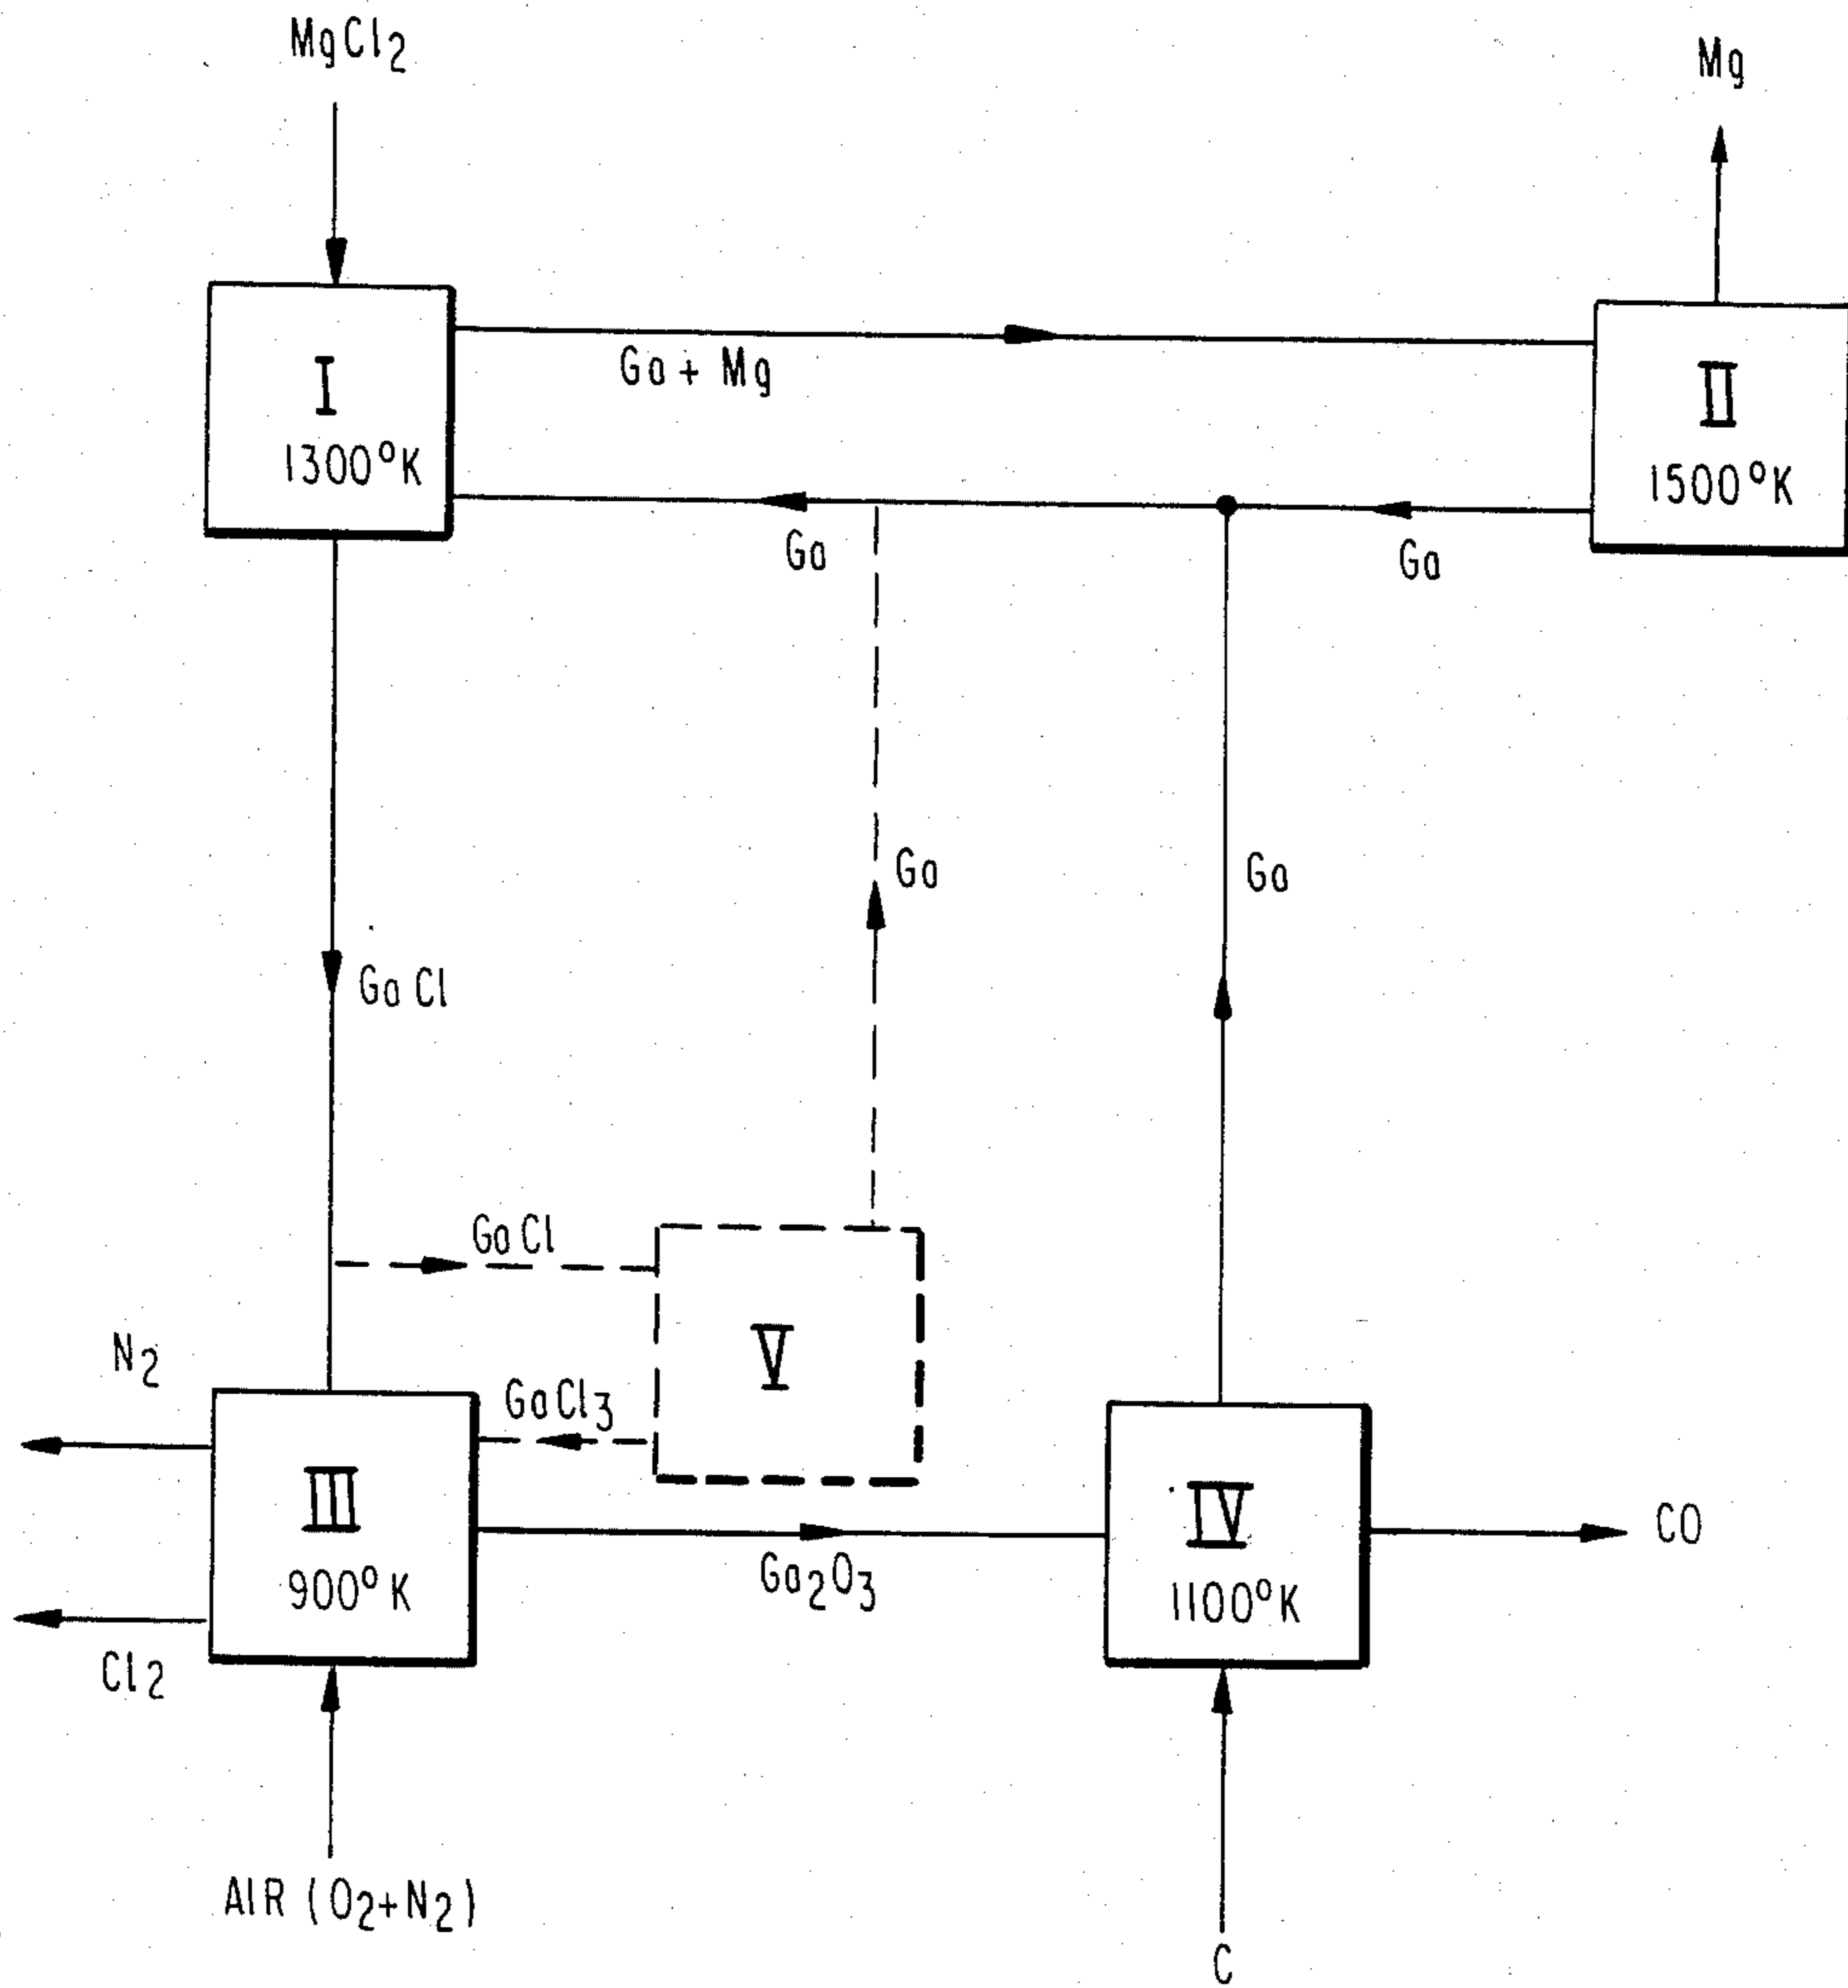 MgCl2
Mg
I
1300°K
Ga + Mg
II
1500°K
Ga
Ga
Ga
Ga
GaCl
GaCl
V
N2
GaCl3
III
900°K
Ga2O3
IV
1100°K
CO
Cl2
AIR (O2+N2)
C